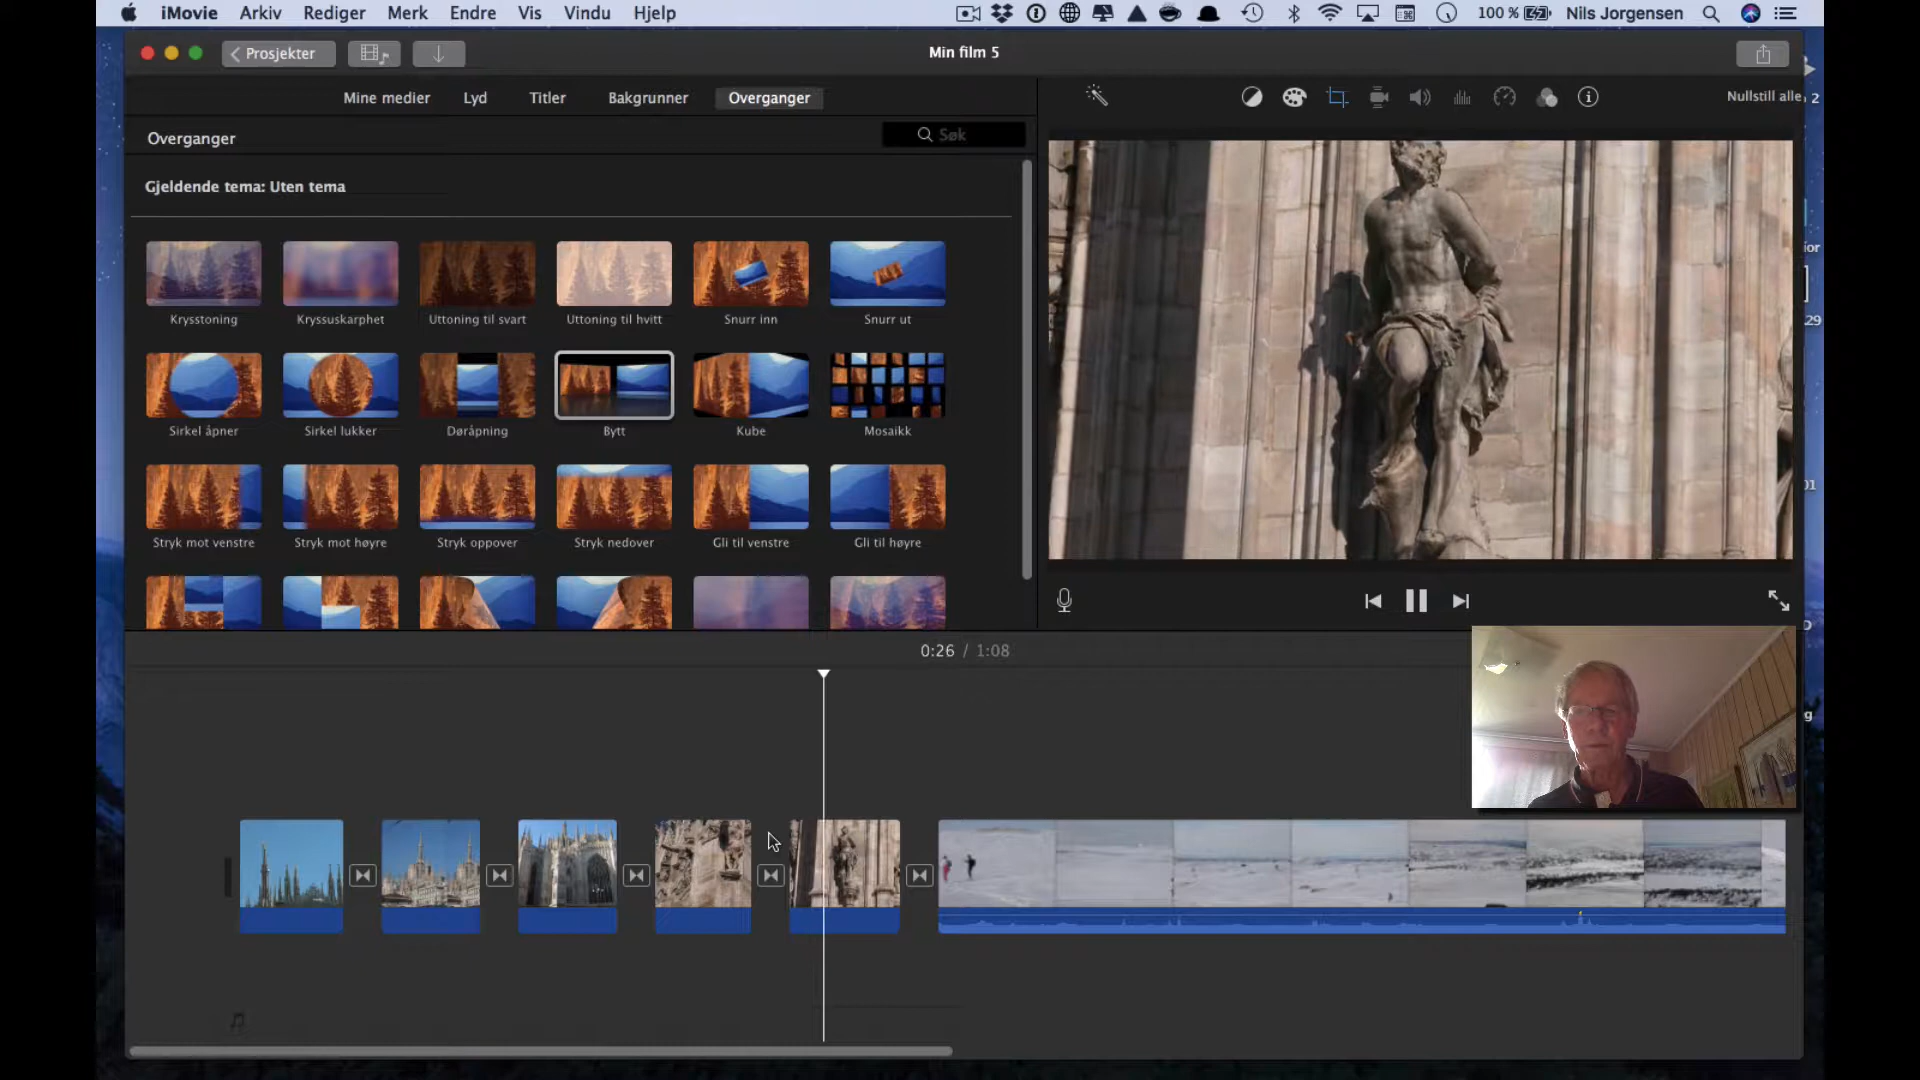 iMovie Arkiv Rediger Merk Endre Vis Vindu Hjelp 100 % Nils Jorgensen
Prosjekter Min film 5
Mine medier Lyd Titler Bakgrunner Overganger Nullstill alle
2
Overganger Søk
Gjeldende tema: Uten tema
Krysstoning Kryssuskarphet Uttoning til svart Uttoning til hvitt Snurr inn Snurr ut
29
Sirkel åpner Sirkel lukker Døråpning Bytt Kube Mosaikk
Stryk mot venstre Stryk mot høyre Stryk oppover Stryk nedover Gli til venstre Gli til høyre
0:26 / 1:08